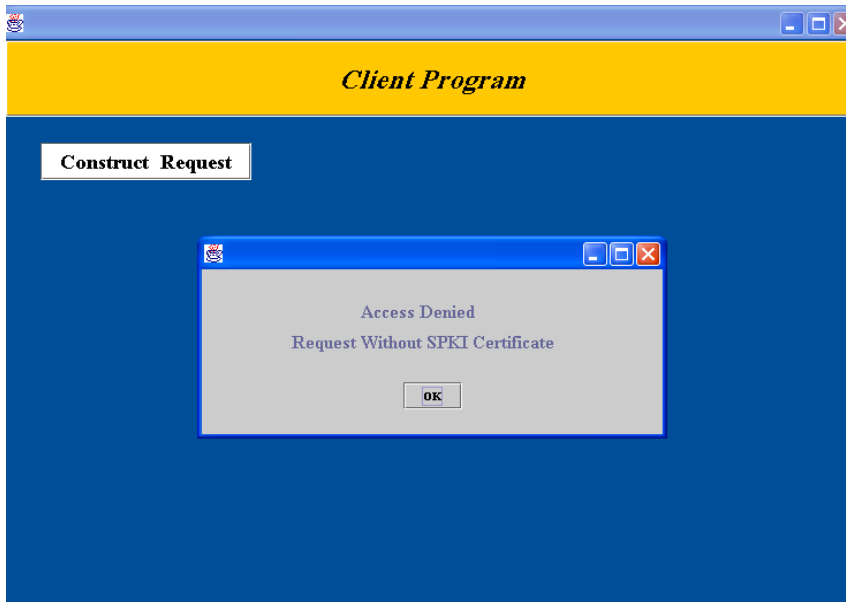 Client Program
Construct Request
Access Denied
Request Without SPKI Certificate
OK